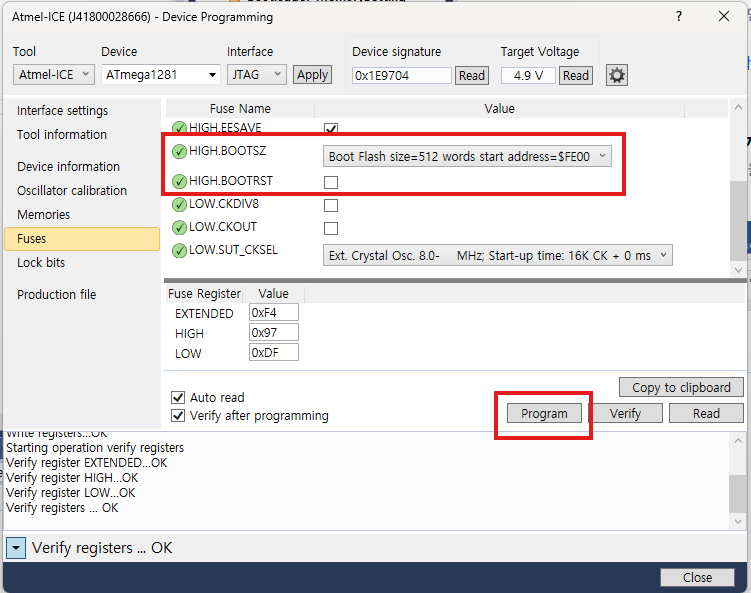 Atmel-ICE (J41800028666) - Device Programming
Tool Device Interface Device signature Target Voltage
Atmel-ICE ATmega1281 JTAG Apply 0x1E9704 Read 4.9 V Read
Interface settings
Tool information
Device information
Oscillator calibration
Memories
Fuses
Lock bits
Production file
Fuse Name Value
HIGH.EESAVE
HIGH.BOOTSZ Boot Flash size=512 words start address=$FE00
HIGH.BOOTRST
LOW.CKDIV8
LOW.CKOUT
LOW.SUT_CKSEL Ext. Crystal Osc. 8.0- MHz; Start-up time: 16K CK + 0 ms
Fuse Register Value
EXTENDED 0xF4
HIGH 0x97
LOW 0xDF
Auto read
Verify after programming
Copy to clipboard
Program Verify Read
Write registers...OK
Starting operation verify registers
Verify register EXTENDED...OK
Verify register HIGH...OK
Verify register LOW...OK
Verify registers ... OK
Verify registers ... OK
Close